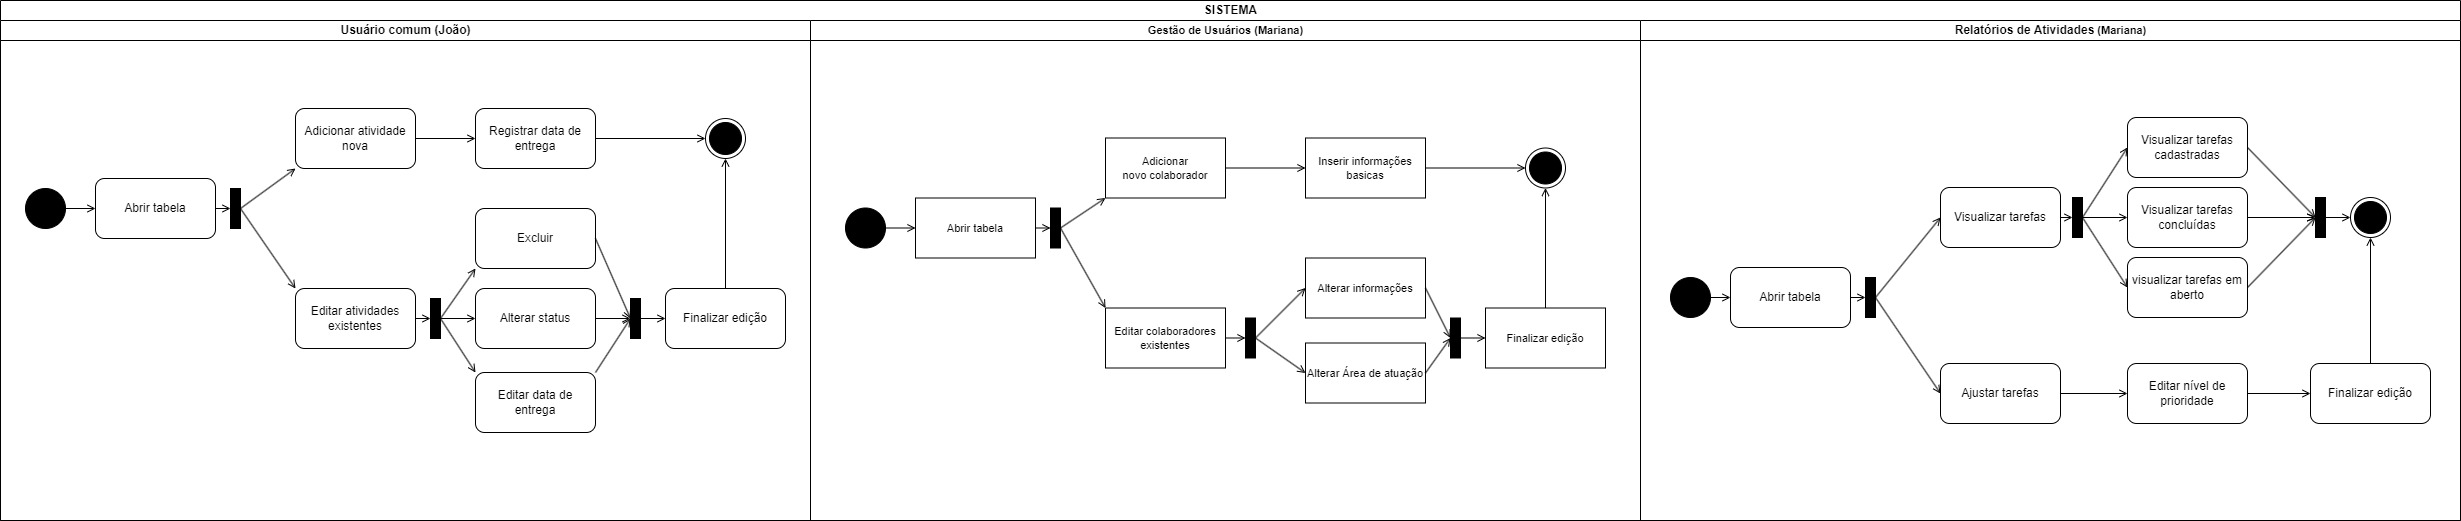 SISTEMA
Usuário comum (João)
Gestão de Usuários (Mariana)
Relatórios de Atividades (Mariana)
Abrir tabela
Adicionar atividade
nova
Registrar data de
entrega
Editar atividades
existentes
Excluir
Alterar status
Editar data de
entrega
Finalizar edição
Abrir tabela
Adicionar
novo colaborador
Inserir informações
basicas
Editar colaboradores
existentes
Alterar informações
Alterar Área de atuação
Finalizar edição
Abrir tabela
Visualizar tarefas
Visualizar tarefas
cadastradas
Visualizar tarefas
concluídas
visualizar tarefas em
aberto
Ajustar tarefas
Editar nível de
prioridade
Finalizar edição